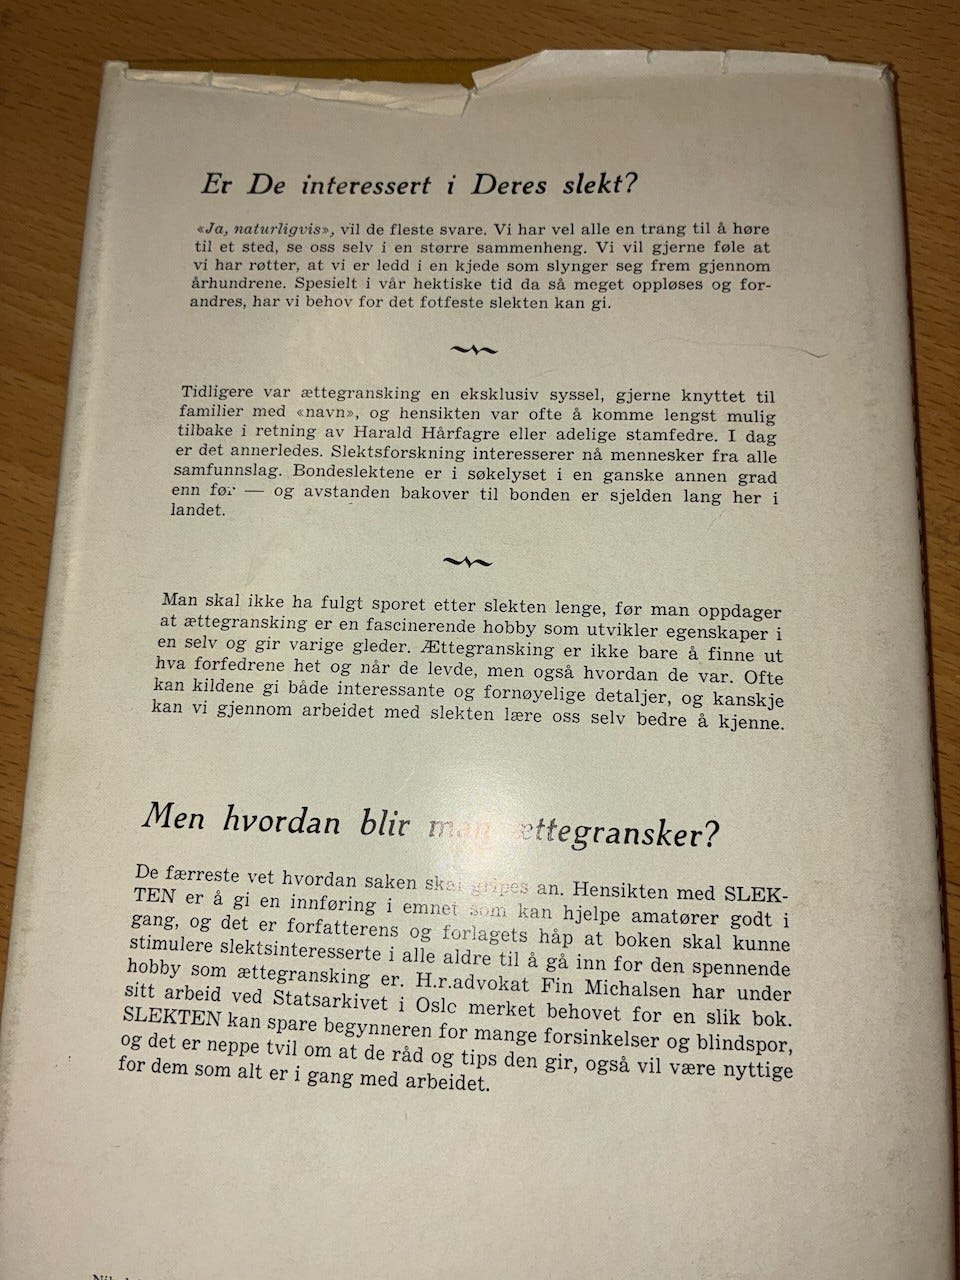 Er De interessert i Deres slekt?
«Ja, naturligvis», vil de fleste svare. Vi har vel alle en trang til å høre
til et sted, se oss selv i en større sammenheng. Vi vil gjerne føle at
vi har røtter, at vi er ledd i en kjede som slynger seg frem gjennom
århundrene. Spesielt i vår hektiske tid da så meget oppløses og for-
andres, har vi behov for det fotfeste slekten kan gi.
Tidligere var ættegransking en eksklusiv syssel, gjerne knyttet til
familier med «navn», og hensikten var ofte å komme lengst mulig
tilbake i retning av Harald Hårfagre eller adelige stamfedre. I dag
er det annerledes. Slektsforskning interesserer nå mennesker fra alle
samfunnslag. Bondeslektene er i søkelyset i en ganske annen grad
enn før — og avstanden bakover til bonden er sjelden lang her i
landet.
Man skal ikke ha fulgt sporet etter slekten lenge, før man oppdager
at ættegransking er en fascinerende hobby som utvikler egenskaper i
en selv og gir varige gleder. Ættegransking er ikke bare å finne ut
hva forfedrene het og når de levde, men også hvordan de var. Ofte
kan kildene gi både interessante og fornøyelige detaljer, og kanskje
kan vi gjennom arbeidet med slekten lære oss selv bedre å kjenne.
Men hvordan blir man ættegransker?
De færreste vet hvordan saken skal gripes an. Hensikten med SLEK-
TEN er å gi en innføring i emnet som kan hjelpe amatører godt i
gang, og det er forfatterens og forlagets håp at boken skal kunne
stimulere slektsinteresserte i alle aldre til å gå inn for den spennende
hobby som ættegransking er. H.r.advokat Fin Michalsen har under
sitt arbeid ved Statsarkivet i Oslo merket behovet for en slik bok.
SLEKTEN kan spare begynneren for mange forsinkelser og blindspor,
og det er neppe tvil om at de råd og tips den gir, også vil være nyttige
for dem som alt er i gang med arbeidet.